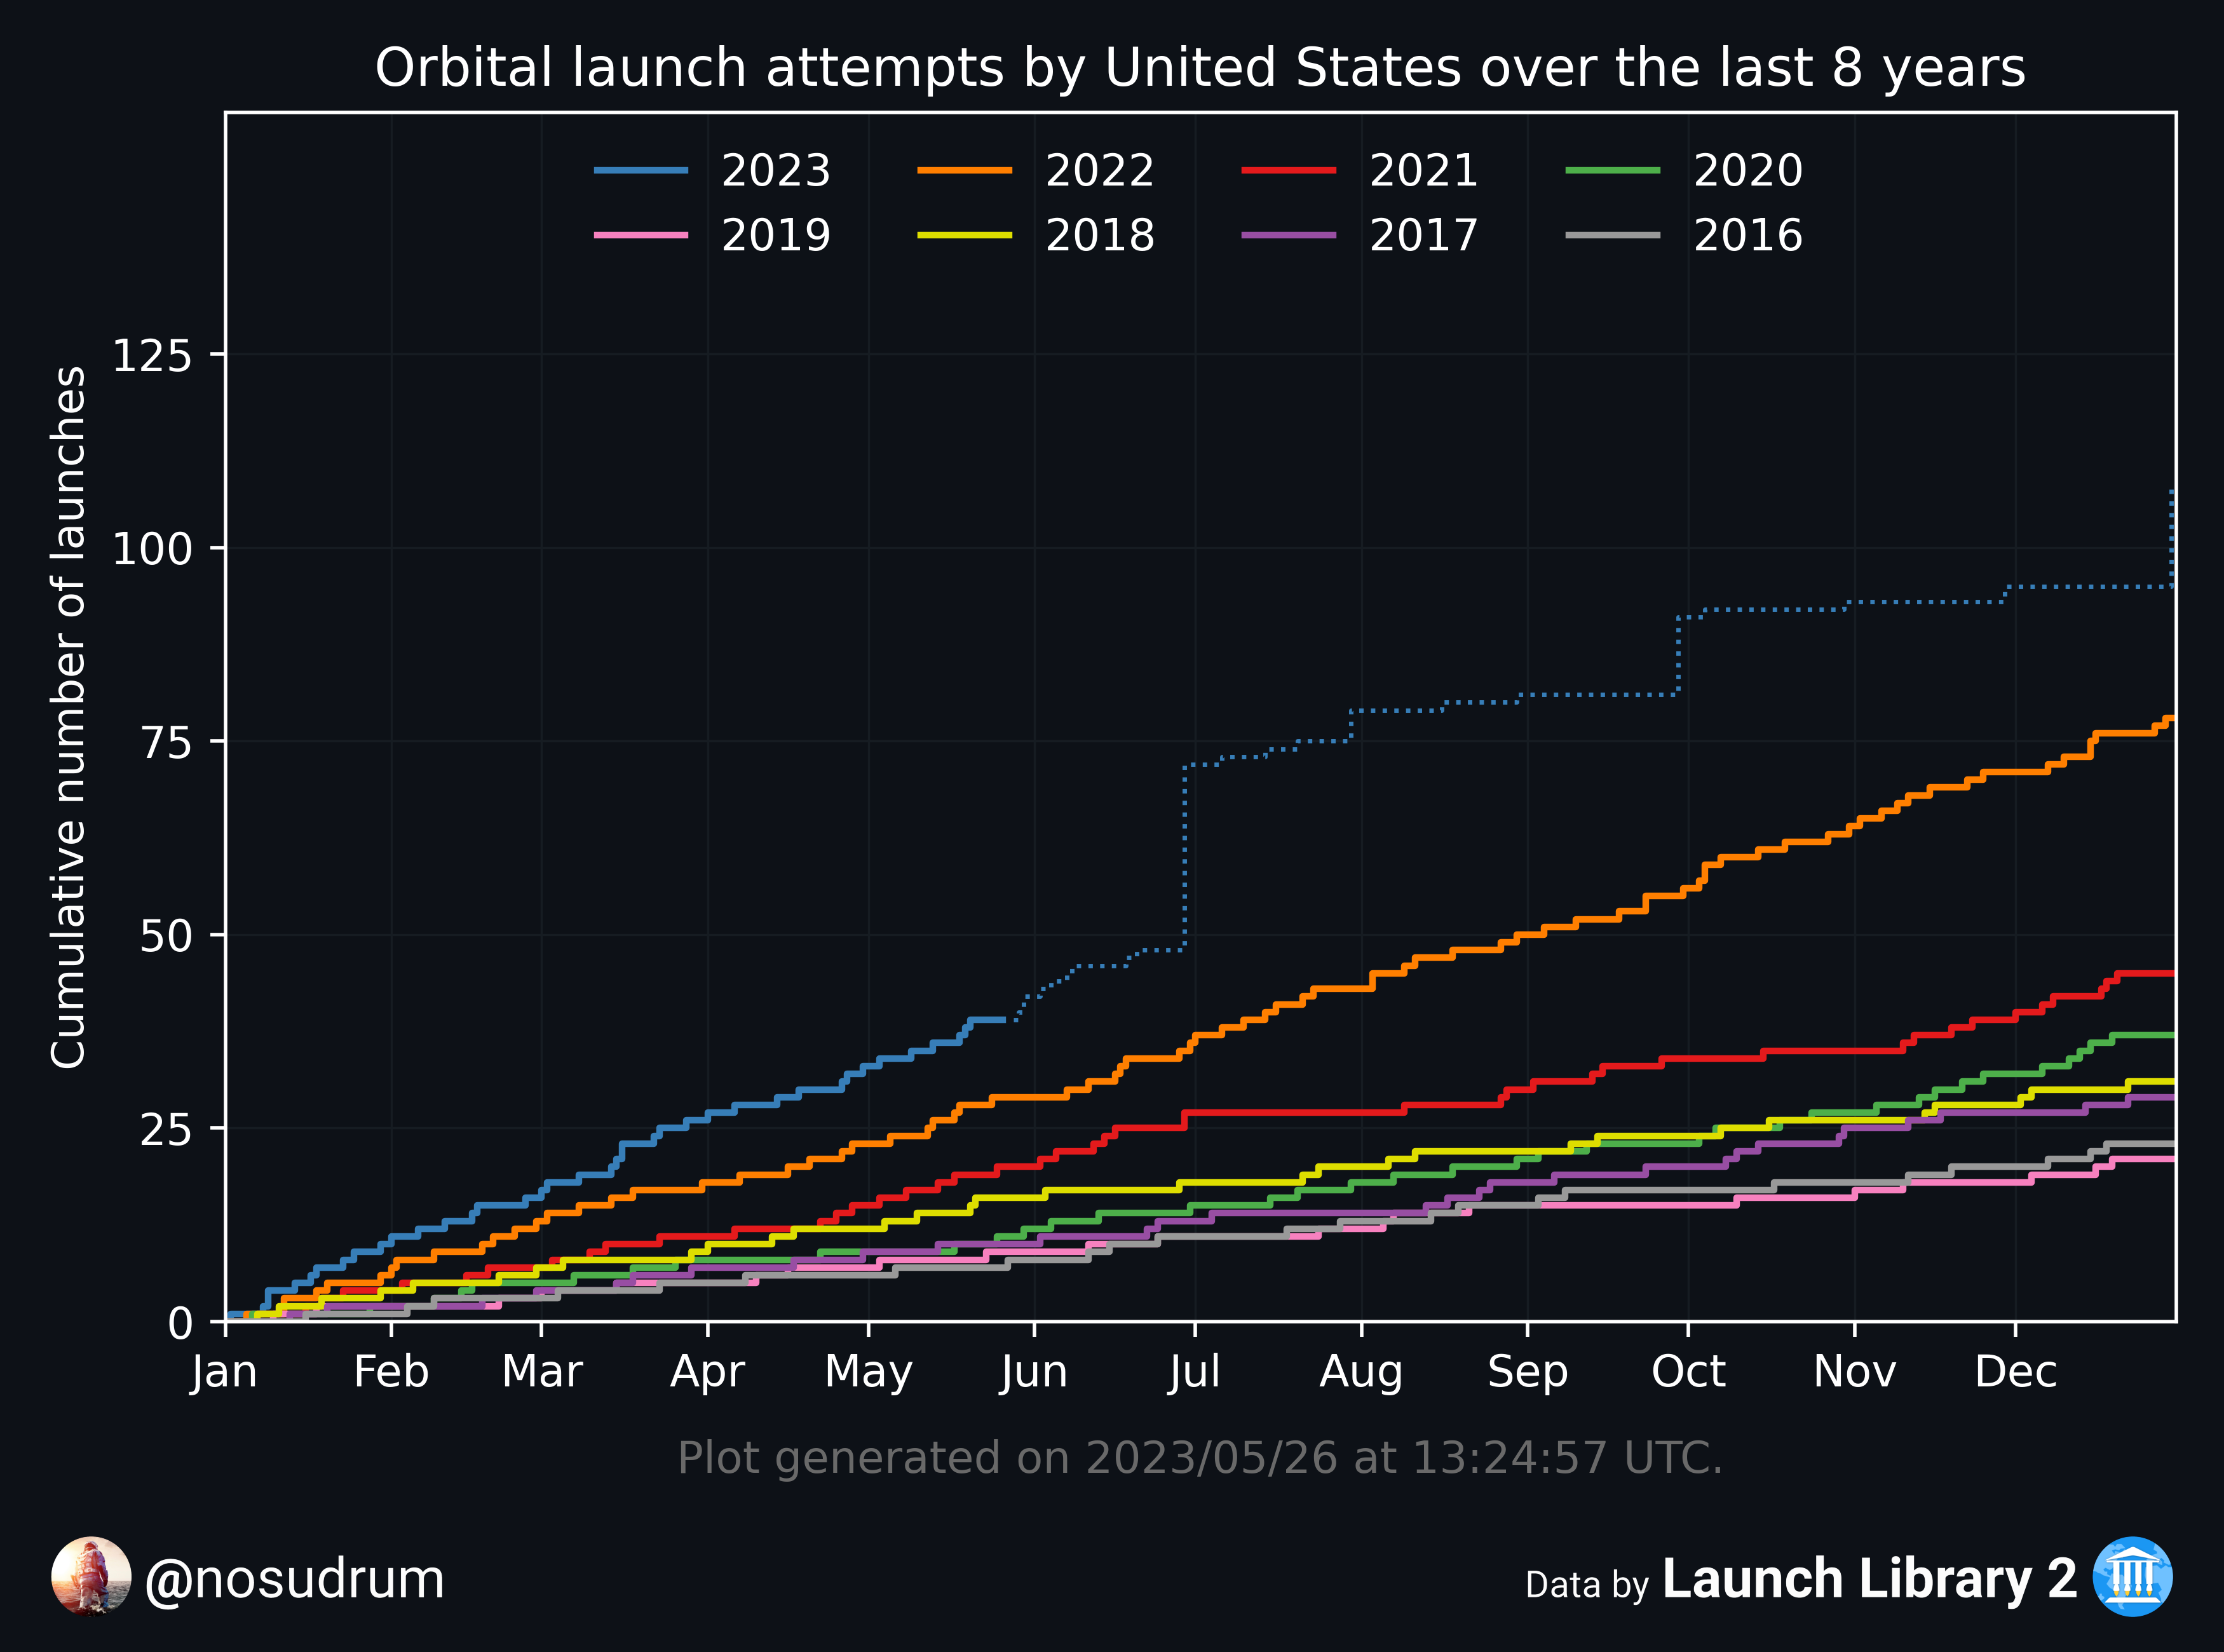 Orbital launch attempts by United States over the last 8 years
2023 2022 2021 2020
2019 2018 2017 2016
Cumulative number of launches
125
100
75
50
25
0
Jan Feb Mar Apr May Jun Jul Aug Sep Oct Nov Dec
Plot generated on 2023/05/26 at 13:24:57 UTC.
@nosudrum
Data by Launch Library 2